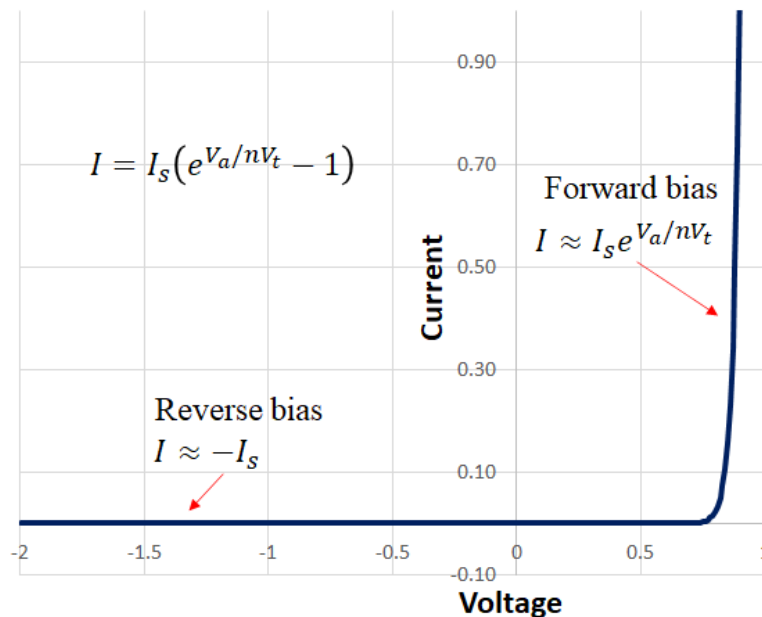 0.90
I = I_s(e^{V_a/nV_t} − 1)
0.70
Forward bias
I ≈ I_s e^{V_a/nV_t}
0.50
Current
0.30
Reverse bias
I ≈ −I_s
0.10
-2 -1.5 -1 -0.5 0 0.5 1
-0.10
Voltage